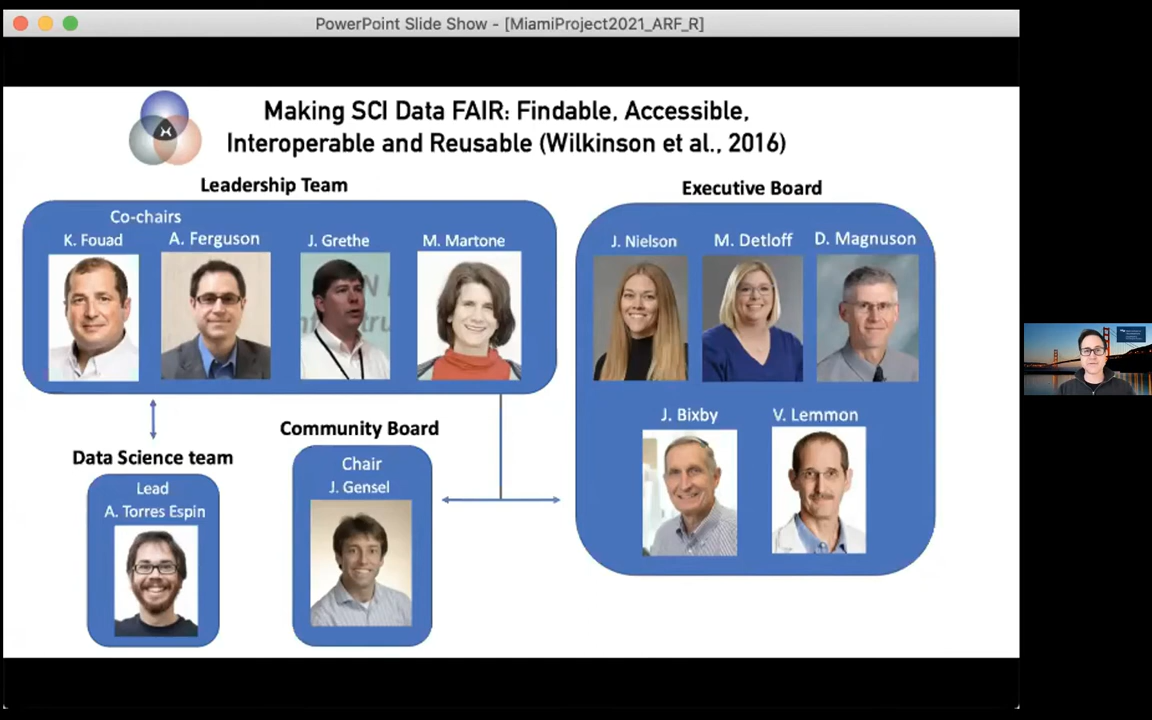 PowerPoint Slide Show - [MiamiProject2021_ARF_R]
Making SCI Data FAIR: Findable, Accessible,
Interoperable and Reusable (Wilkinson et al., 2016)
Leadership Team
Co-chairs
K. Fouad
A. Ferguson
J. Grethe
M. Martone
Executive Board
J. Nielson
M. Detloff
D. Magnuson
J. Bixby
V. Lemmon
Data Science team
Lead
A. Torres Espin
Community Board
Chair
J. Gensel